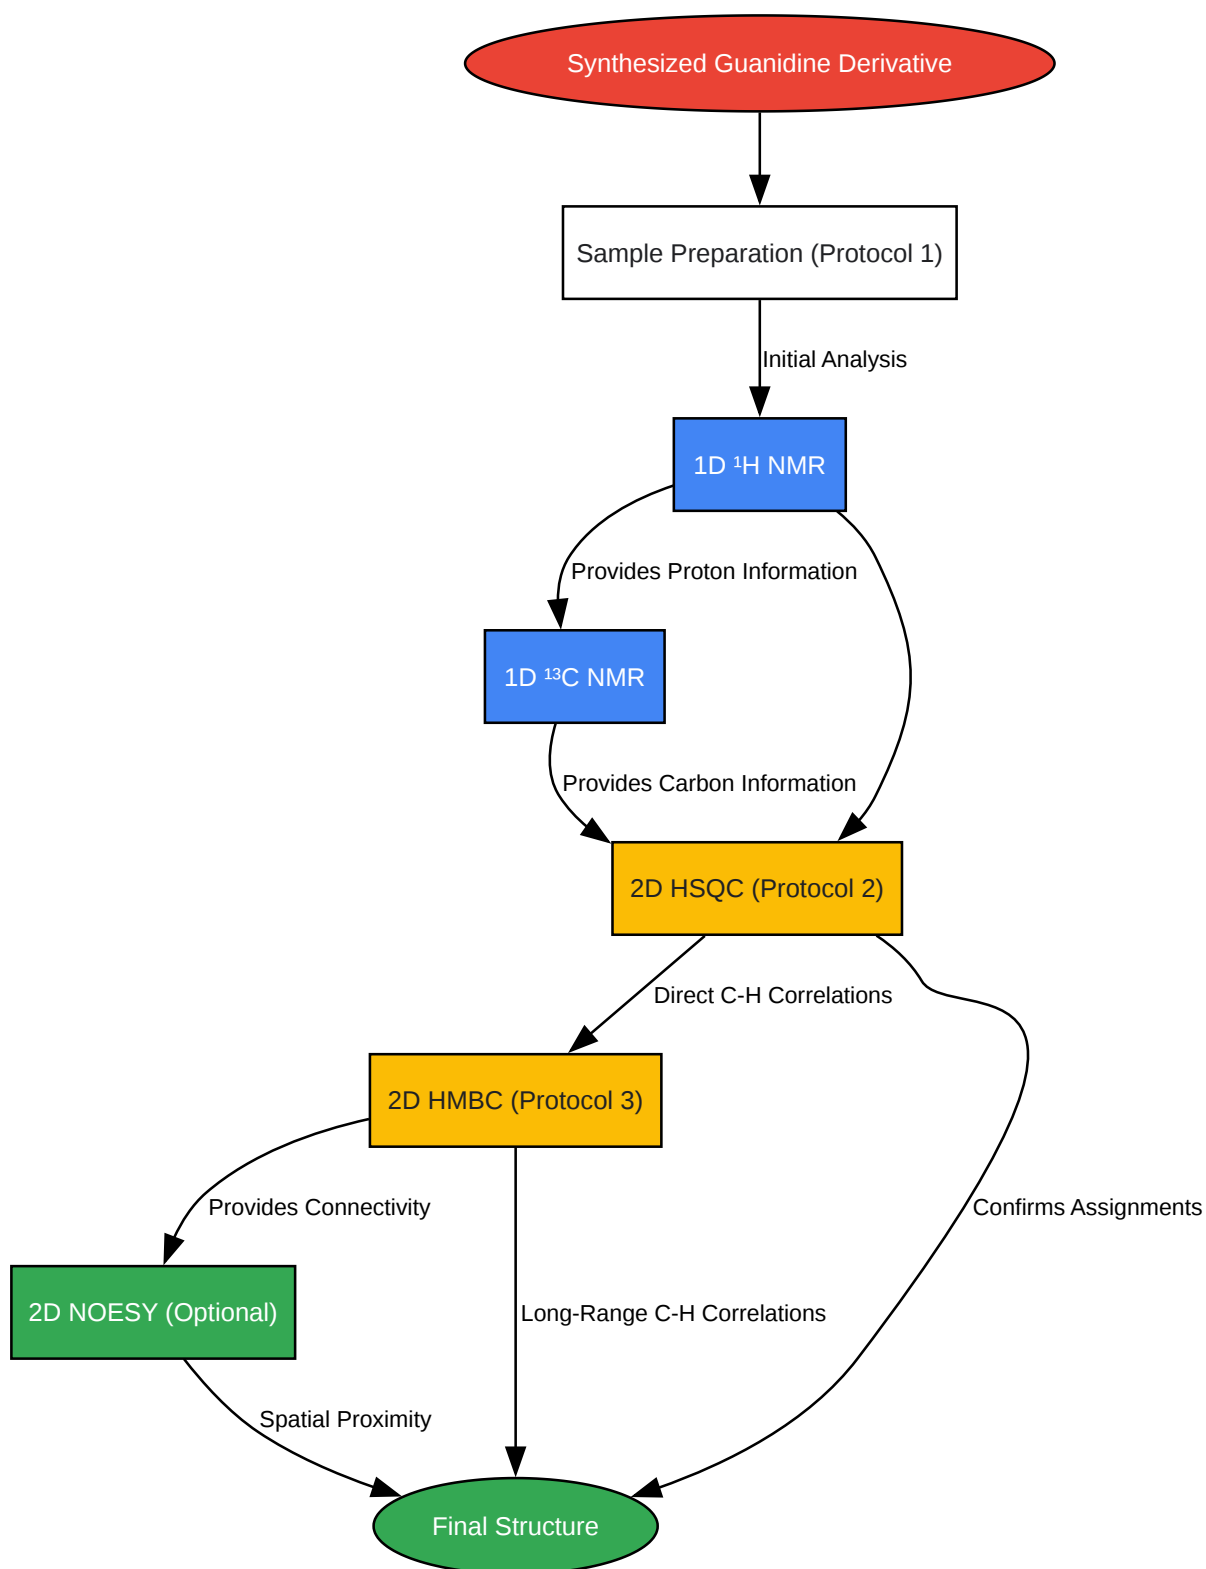 Synthesized Guanidine Derivative
Sample Preparation (Protocol 1)
Initial Analysis
1D ¹H NMR
Provides Proton Information
1D ¹³C NMR
Provides Carbon Information
2D HSQC (Protocol 2)
Direct C-H Correlations
2D HMBC (Protocol 3)
Provides Connectivity
Confirms Assignments
2D NOESY (Optional)
Long-Range C-H Correlations
Spatial Proximity
Final Structure